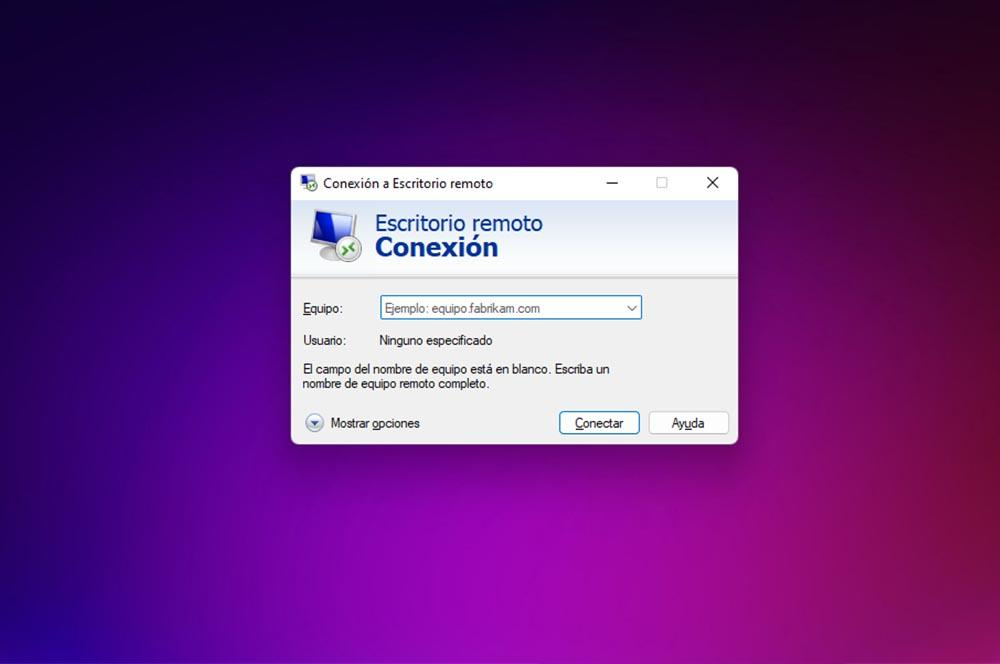 Conexión a Escritorio remoto
Escritorio remoto
Conexión
Equipo:
Ejemplo: equipo.fabrikam.com
Usuario:
Ninguno especificado
El campo del nombre de equipo está en blanco. Escriba un
nombre de equipo remoto completo.
Mostrar opciones
Conectar
Ayuda